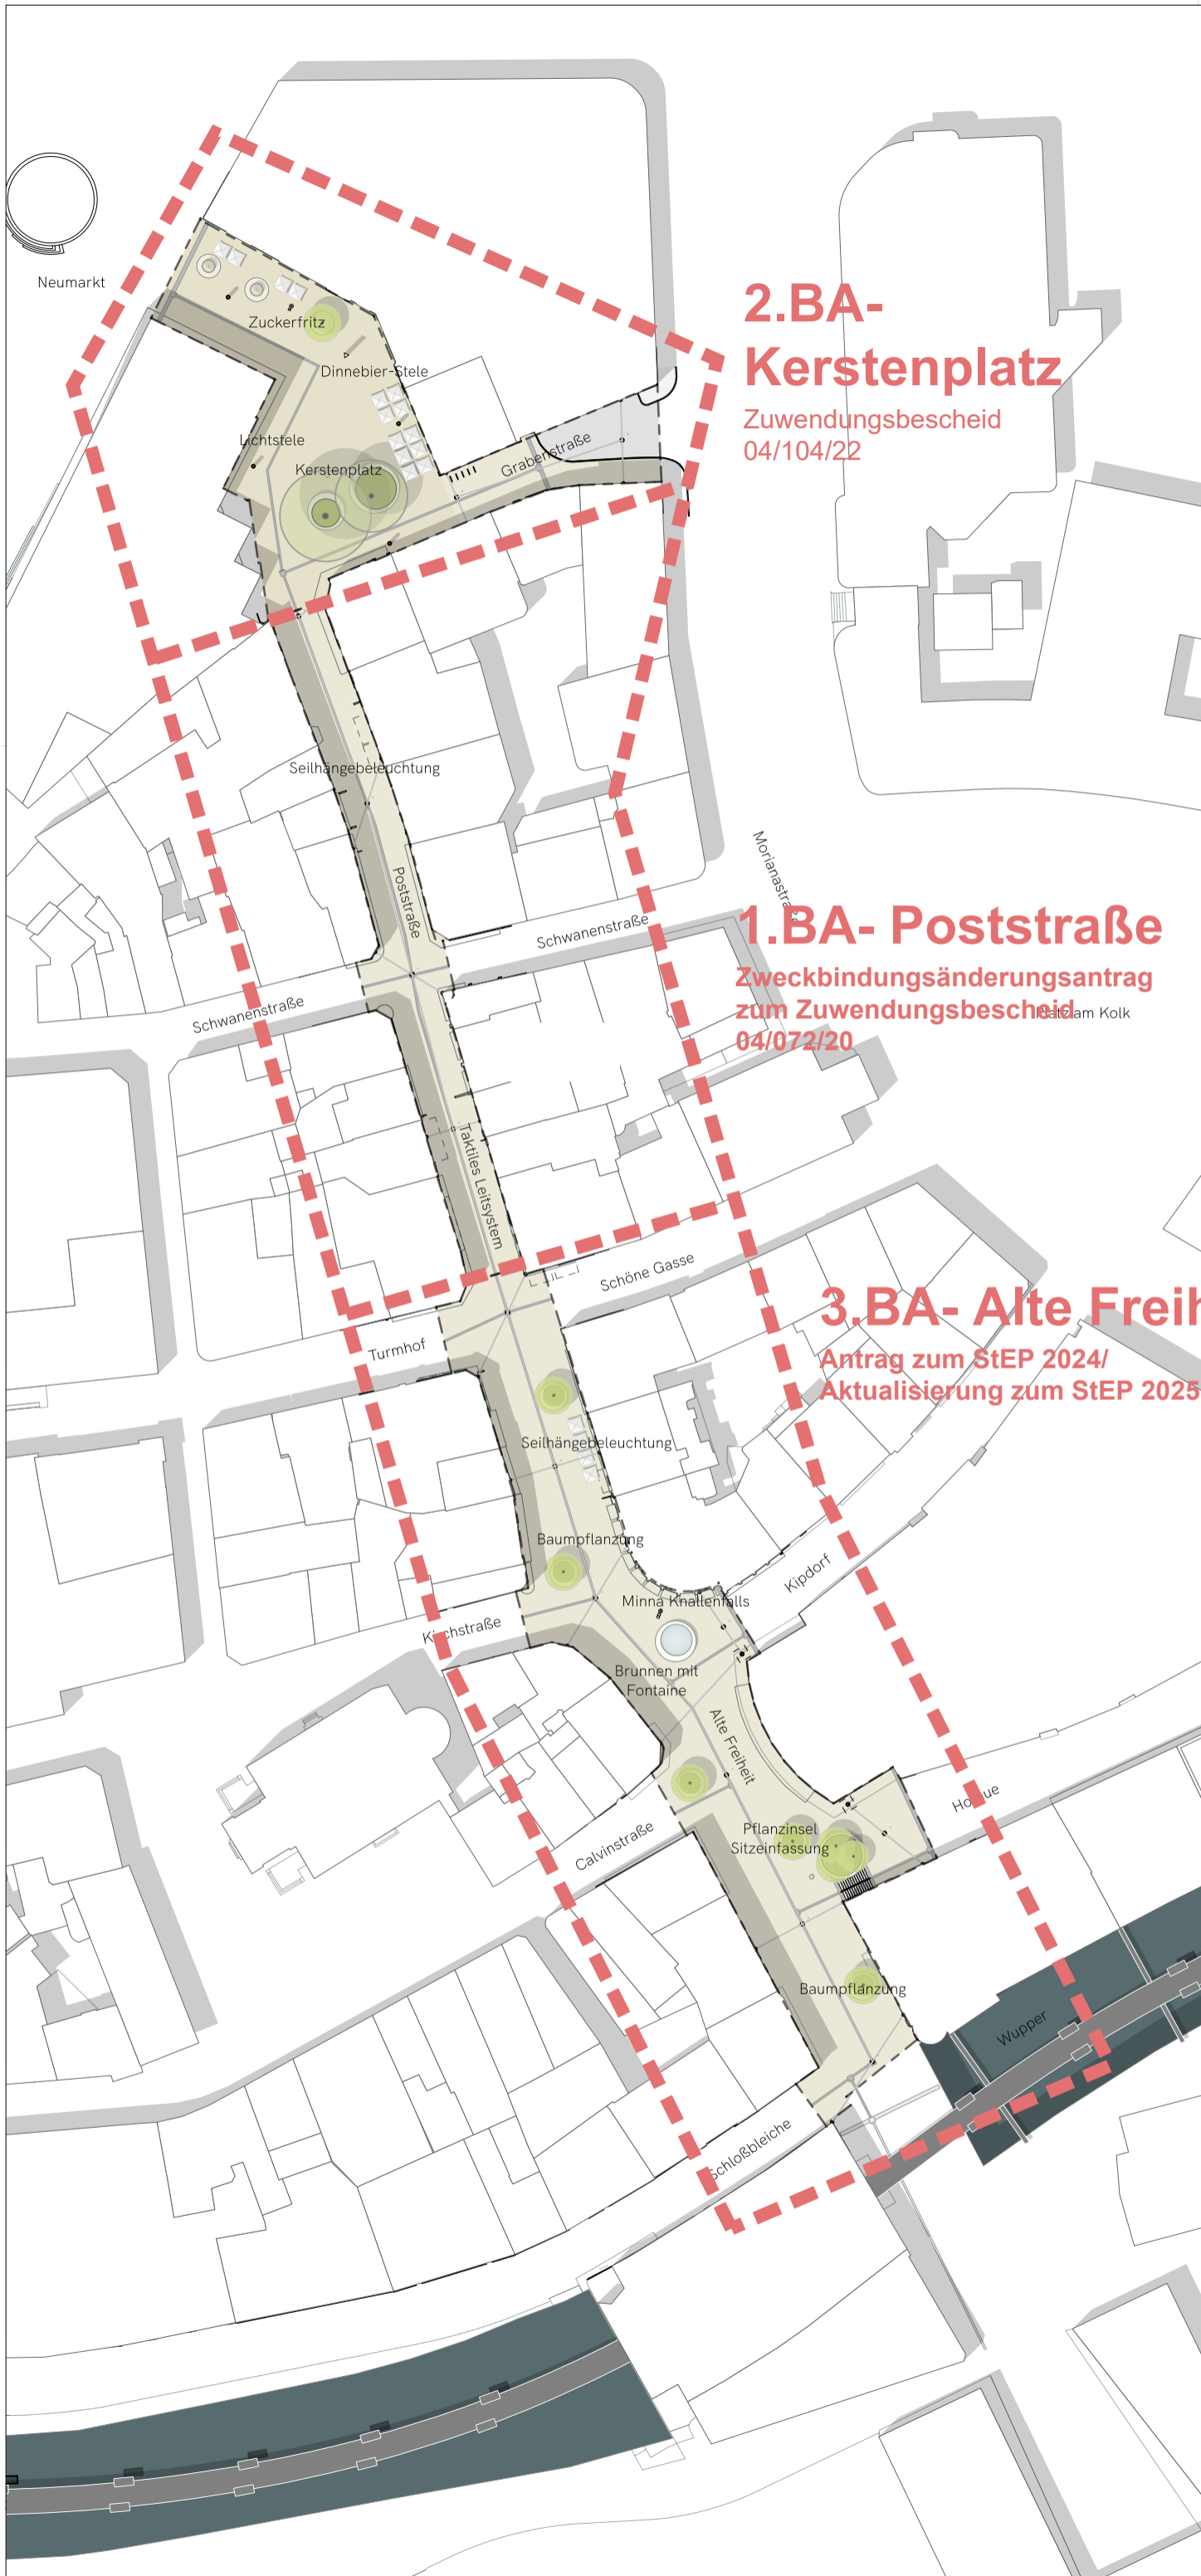 Neumarkt
Zuckerfritz
Dinnebier-Stele
2.BA-
Kerstenplatz
Zuwendungsbescheid
04/104/22
Lichtstele
Kerstenplatz
Grabenstraße
Seilhängebeleuchtung
Poststraße
Morianastraße
Schwanenstraße
Schwanenstraße
1.BA- Poststraße
Zweckbindungsänderungsantrag
zum Zuwendungsbescheid
04/072/20
Platz am Kolk
Taktiles Leitsystem
Schöne Gasse
Turmhof
3.BA- Alte Freih
Antrag zum StEP 2024/
Aktualisierung zum StEP 2025
Seilhängebeleuchtung
Baumpflanzung
Kipdorf
Minna Knallenfalls
Kirchstraße
Brunnen mit
Fontaine
Alte Freiheit
Hofaue
Pflanzinsel
Sitzeinfassung
Calvinstraße
Baumpflanzung
Wupper
Schloßbleiche